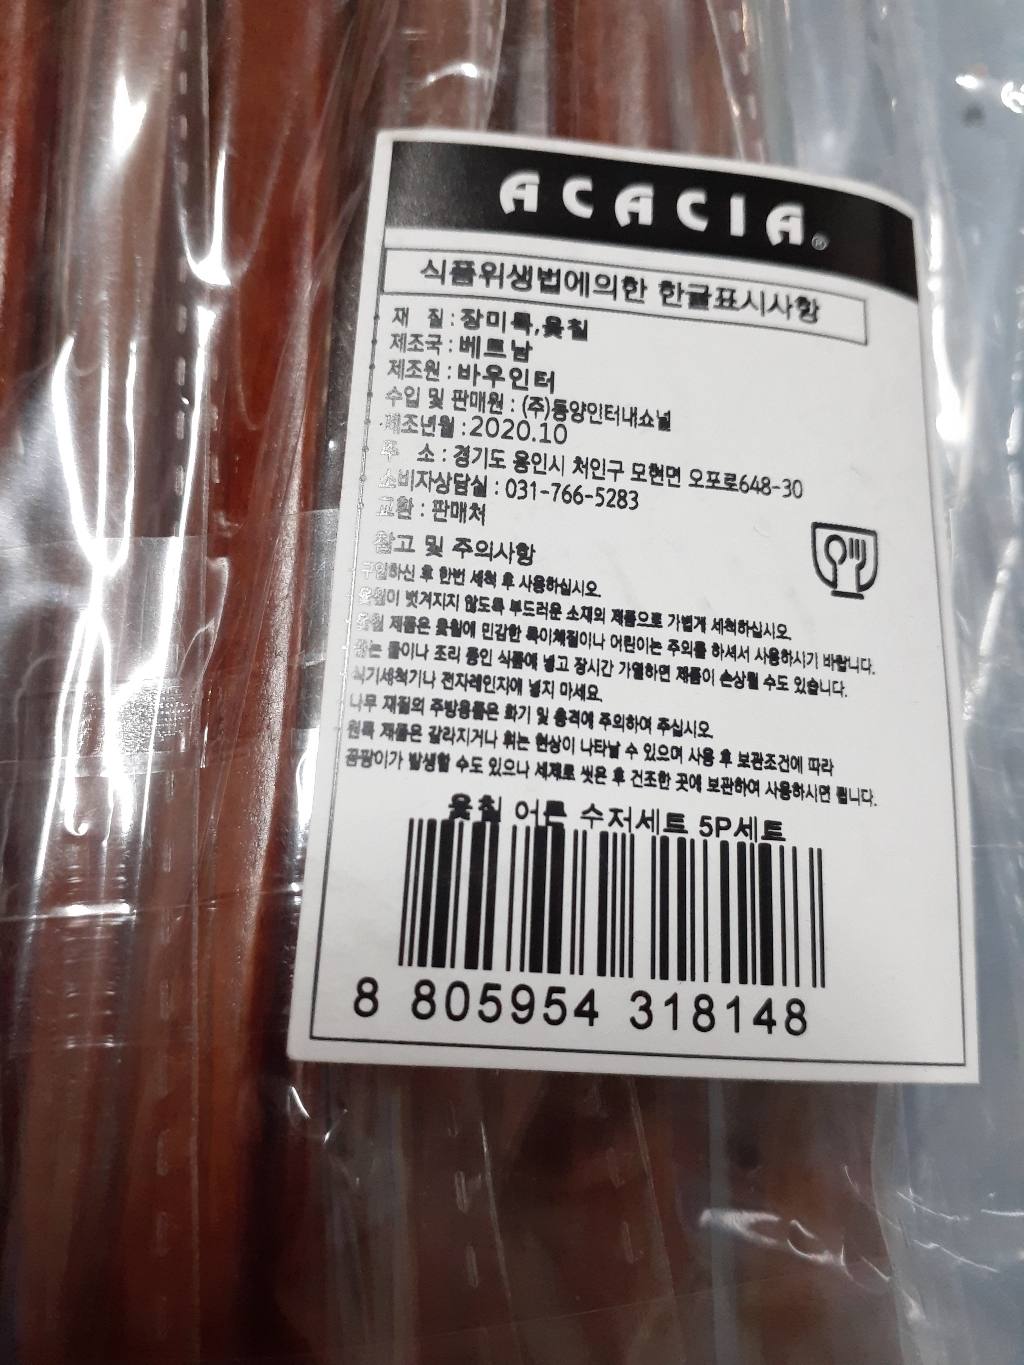 ACACIA®
식품위생법에의한 한글표시사항
재 질 : 장미목,옻칠
제조국 : 베트남
제조원 : 바우인터
수입 및 판매원 : (주)동양인터내쇼널
제조년월 : 2020.10
주 소 : 경기도 용인시 처인구 모현면 오포로648-30
소비자상담실 : 031-766-5283
교환 : 판매처
참고 및 주의사항
구입하신 후 한번 세척 후 사용하십시오.
옻칠이 벗겨지지 않도록 부드러운 소재의 제품으로 가볍게 세척하십시오.
옻칠 제품은 옻칠에 민감한 특이체질이나 어린이는 주의를 하셔서 사용하시기 바랍니다.
끓는 물이나 조리 중인 식품에 넣고 장시간 가열하면 제품이 손상될 수도 있습니다.
식기세척기나 전자레인지에 넣지 마세요.
나무 재질의 주방용품은 화기 및 충격에 주의하여 주십시오.
원목 제품은 갈라지거나 휘는 현상이 나타날 수 있으며 사용 후 보관조건에 따라
곰팡이가 발생할 수도 있으나 세제로 씻은 후 건조한 곳에 보관하여 사용하시면 됩니다.
옻칠 어른 수저세트 5P세트
8 805954 318148